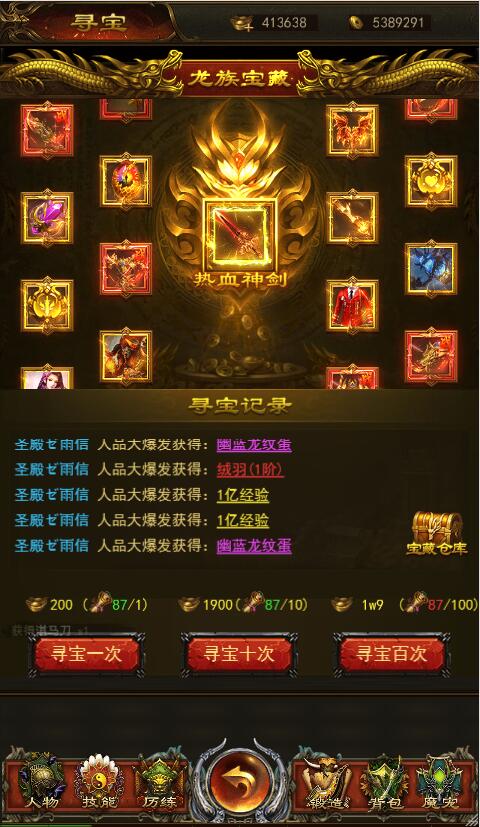 寻宝
413638
5389291
龙族宝藏
热血神剑
寻宝记录
圣殿ゼ雨信 人品大爆发获得：幽蓝龙纹蛋
圣殿ゼ雨信 人品大爆发获得：绒羽(1阶)
圣殿ゼ雨信 人品大爆发获得：1亿经验
圣殿ゼ雨信 人品大爆发获得：1亿经验
圣殿ゼ雨信 人品大爆发获得：幽蓝龙纹蛋
宝藏仓库
200 (87/1)
1900(87/10)
1w9 (87/100)
寻宝一次
寻宝十次
寻宝百次
人物
技能
历练
锻造
背包